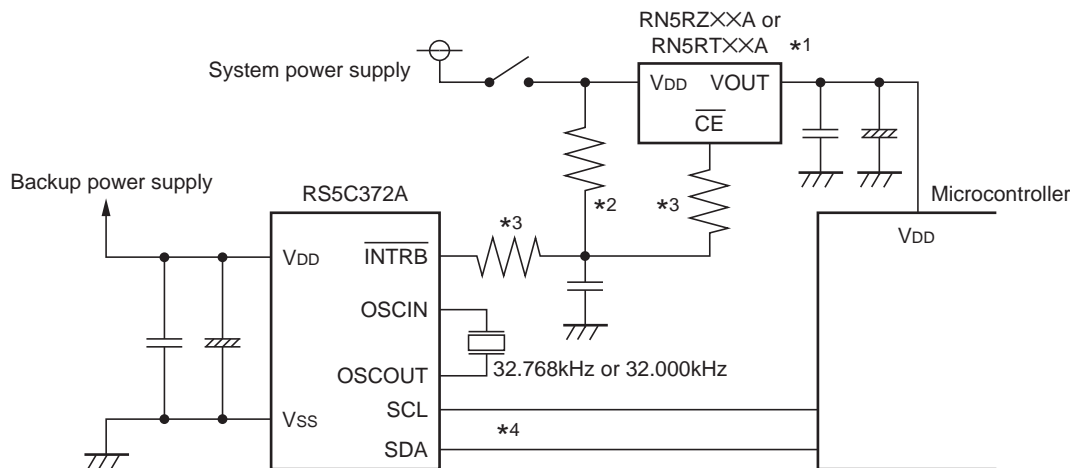 RN5RZ××A or
RN5RT××A *1
System power supply
VDD VOUT
CE
Backup power supply
RS5C372A
*2
*3
Microcontroller
*3
VDD
INTRB
VDD
OSCIN
32.768kHz or 32.000kHz
OSCOUT
SCL
VSS
*4
SDA